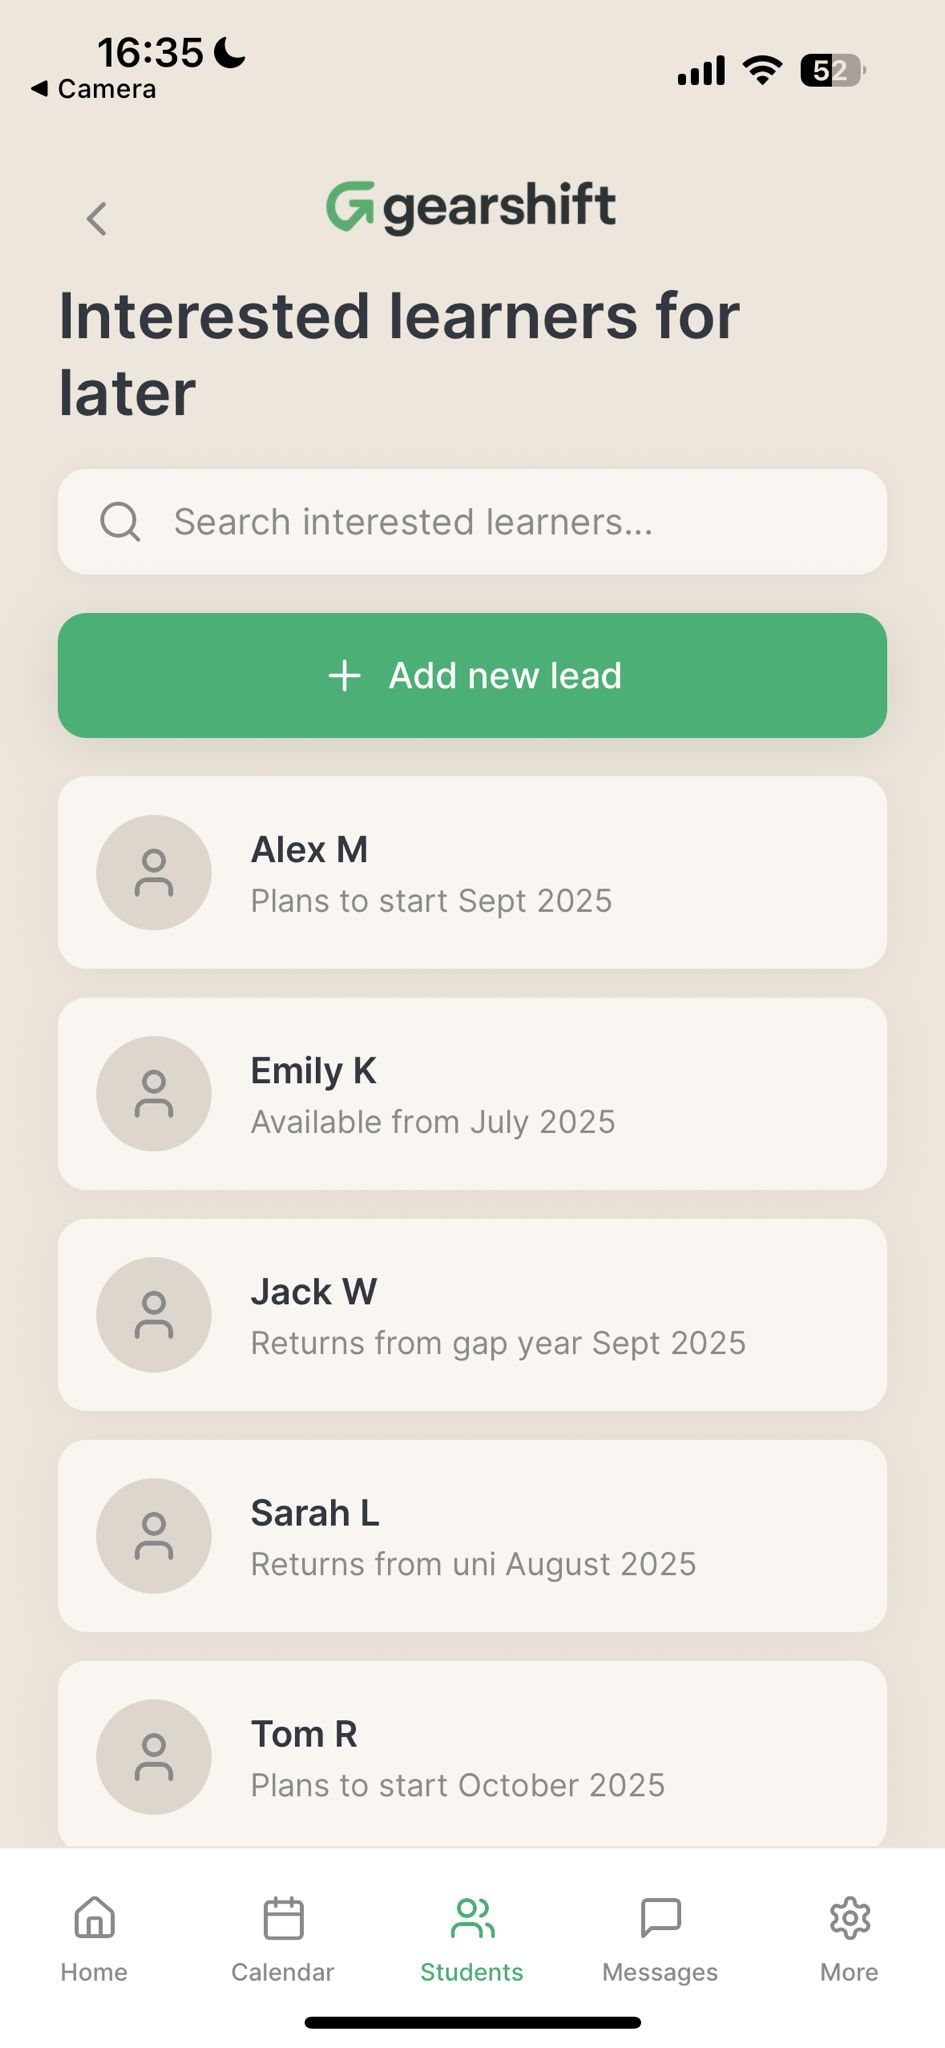 16:35
Camera
52
gearshift
Interested learners for
later
Search interested learners...
Add new lead
Alex M
Plans to start Sept 2025
Emily K
Available from July 2025
Jack W
Returns from gap year Sept 2025
Sarah L
Returns from uni August 2025
Tom R
Plans to start October 2025
Home
Calendar
Students
Messages
More